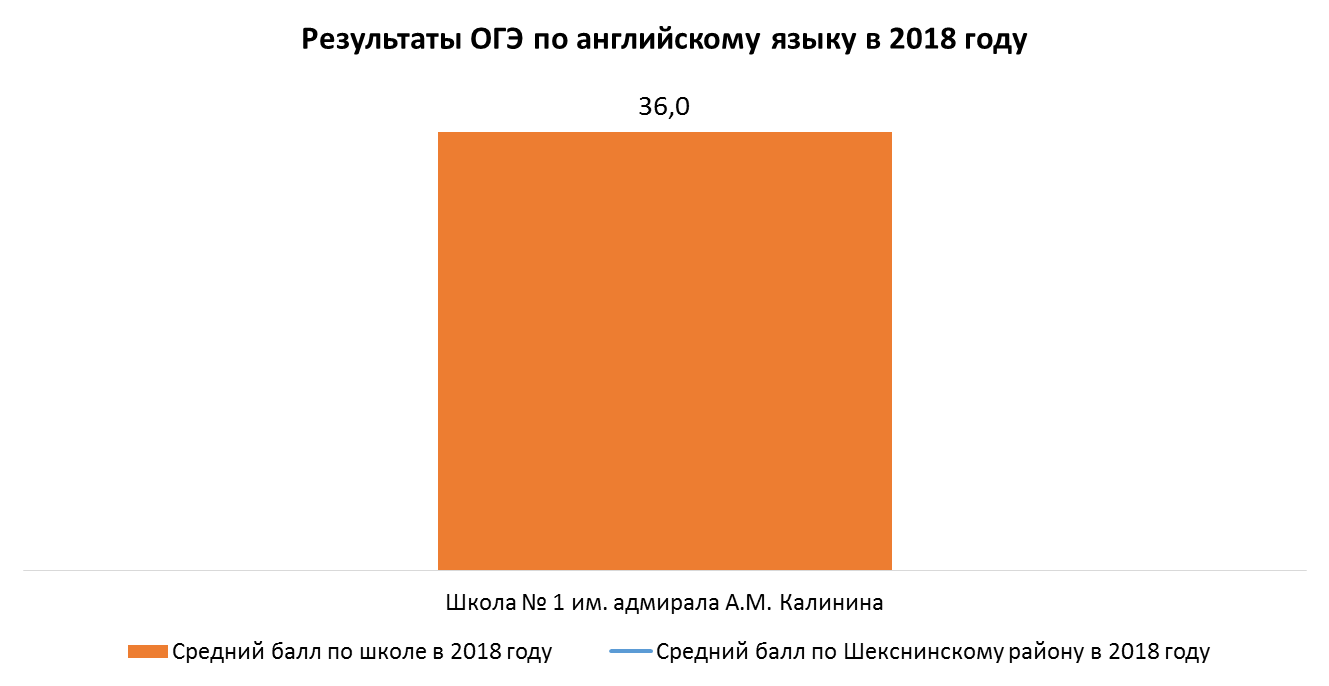 Результаты ОГЭ по английскому языку в 2018 году
36,0
Школа № 1 им. адмирала А.М. Калинина
Средний балл по школе в 2018 году
Средний балл по Шекснинскому району в 2018 году